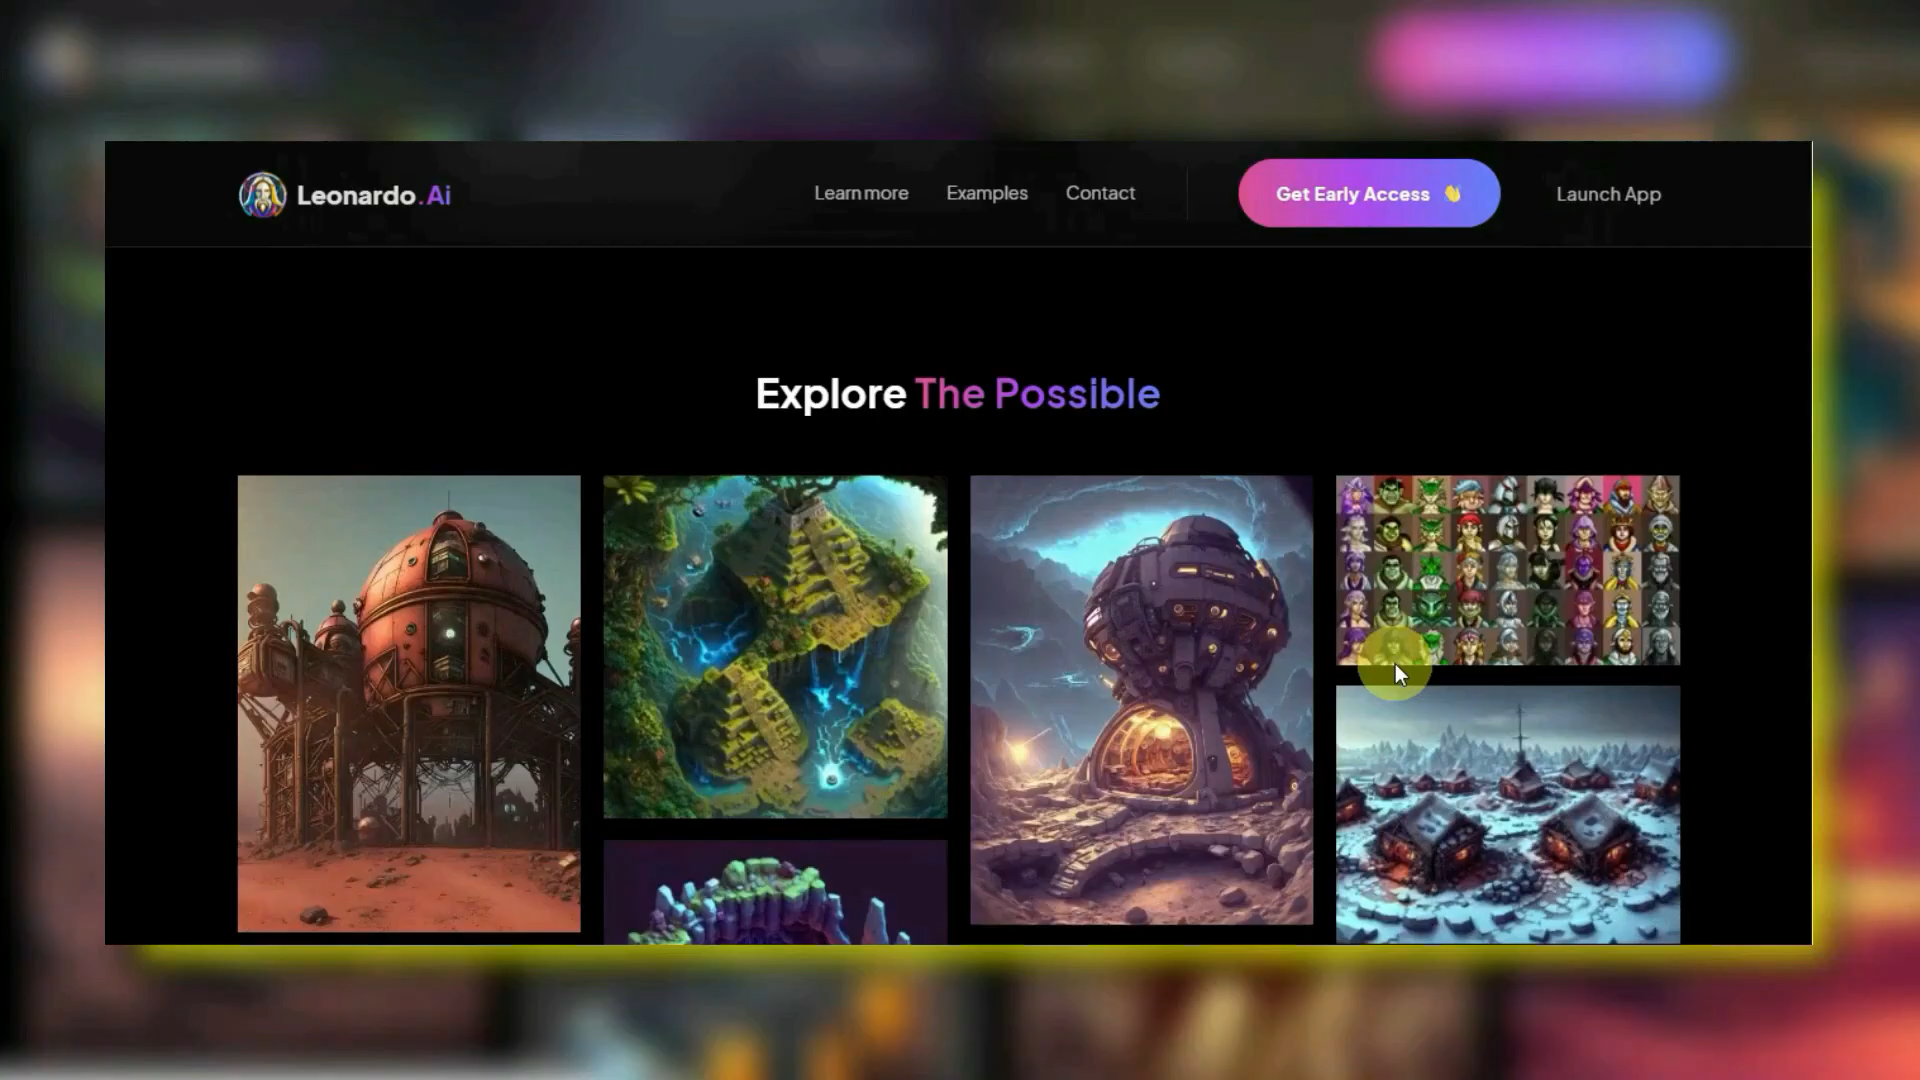 Leonardo.Ai
Learn more
Examples
Contact
Get Early Access 👋
Launch App
Explore The Possible